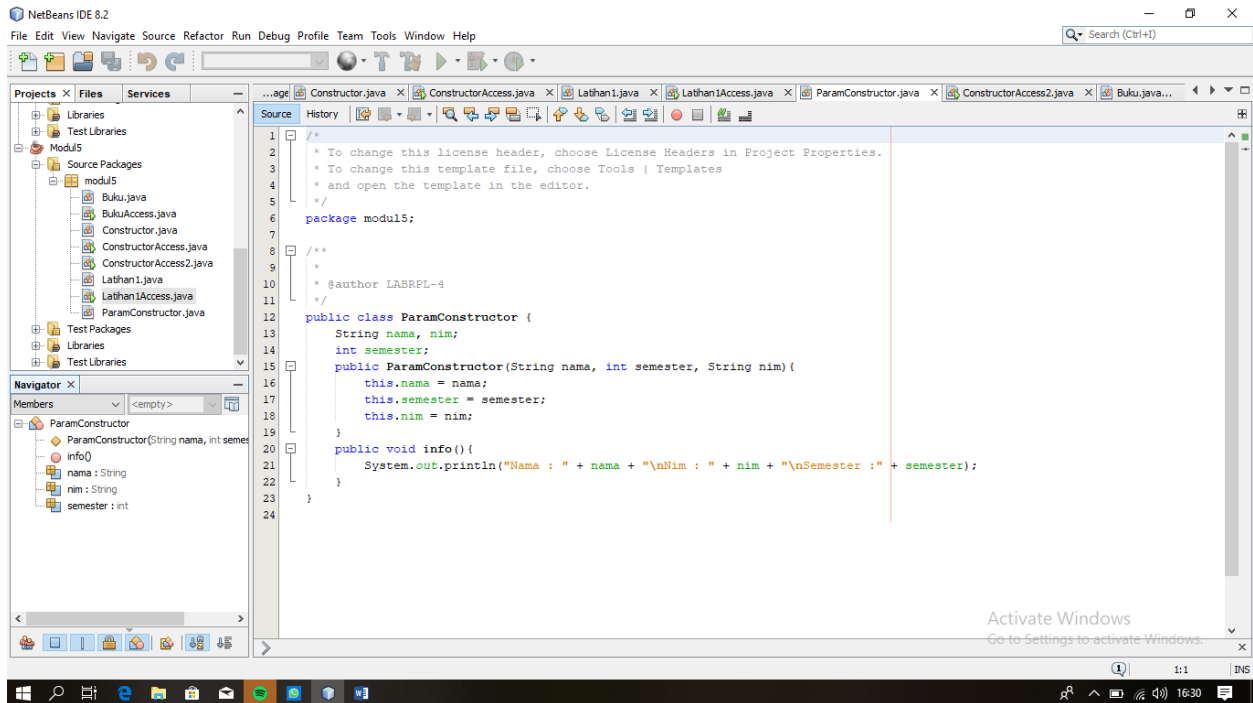 NetBeans IDE 8.2
File Edit View Navigate Source Refactor Run Debug Profile Team Tools Window Help
Search (Ctrl+I)
Projects Files Services
...age Constructor.java ConstructorAccess.java Latihan1.java Latihan1Access.java ParamConstructor.java ConstructorAccess2.java Buku.java...
Source History
Libraries
Test Libraries
Modul5
Source Packages
modul5
Buku.java
BukuAccess.java
Constructor.java
ConstructorAccess.java
ConstructorAccess2.java
Latihan1.java
Latihan1Access.java
ParamConstructor.java
Test Packages
Libraries
Test Libraries
Navigator
Members <empty>
ParamConstructor
ParamConstructor(String nama, int semes
info()
nama : String
nim : String
semester : int
1 /*
2 * To change this license header, choose License Headers in Project Properties.
3 * To change this template file, choose Tools | Templates
4 * and open the template in the editor.
5 */
6 package modul5;
7
8 /**
9 *
10 * @author LABRPL-4
11 */
12 public class ParamConstructor {
13 String nama, nim;
14 int semester;
15 public ParamConstructor(String nama, int semester, String nim){
16 this.nama = nama;
17 this.semester = semester;
18 this.nim = nim;
19 }
20 public void info(){
21 System.out.println("Nama : " + nama + "\nNim : " + nim + "\nSemester :" + semester);
22 }
23 }
24
Activate Windows
Go to Settings to activate Windows.
1 1:1 INS
16:30